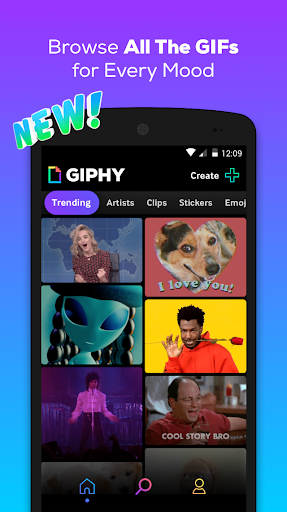 Browse All The GIFs
for Every Mood
NEW!
12:09
GIPHY
Create
Trending
Artists
Clips
Stickers
Emoj
I love you!
COOL STORY BRO